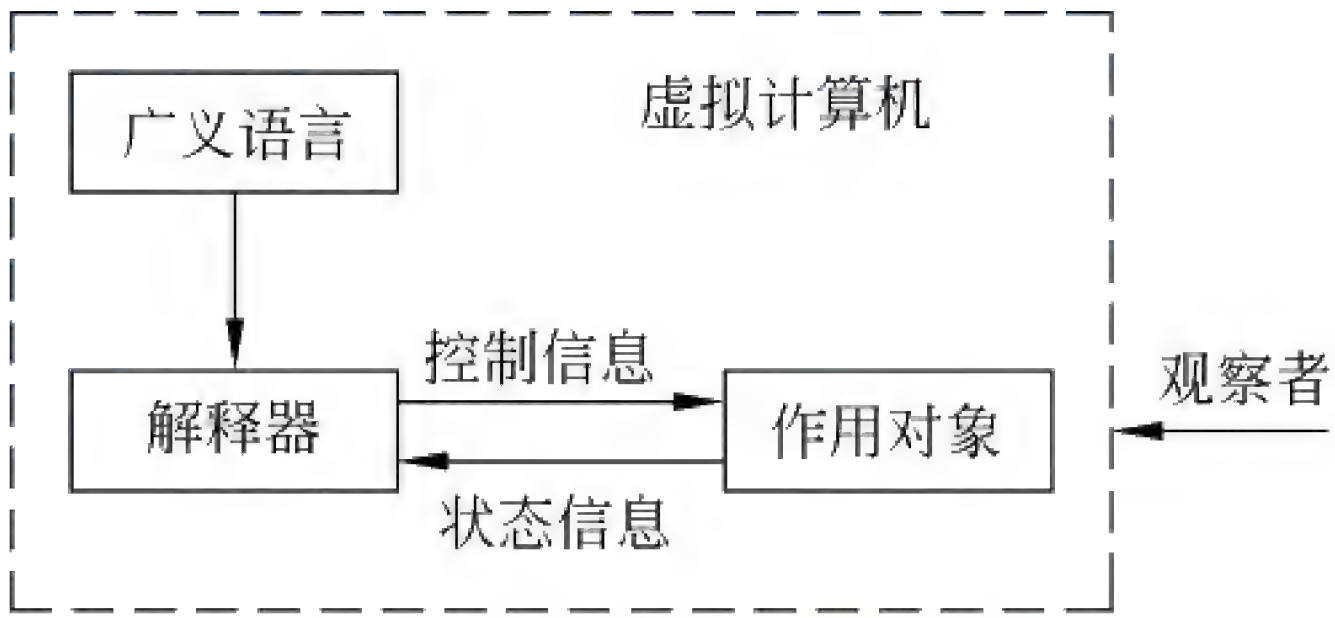 虚拟计算机
广义语言
控制信息
观察者
解释器
作用对象
状态信息